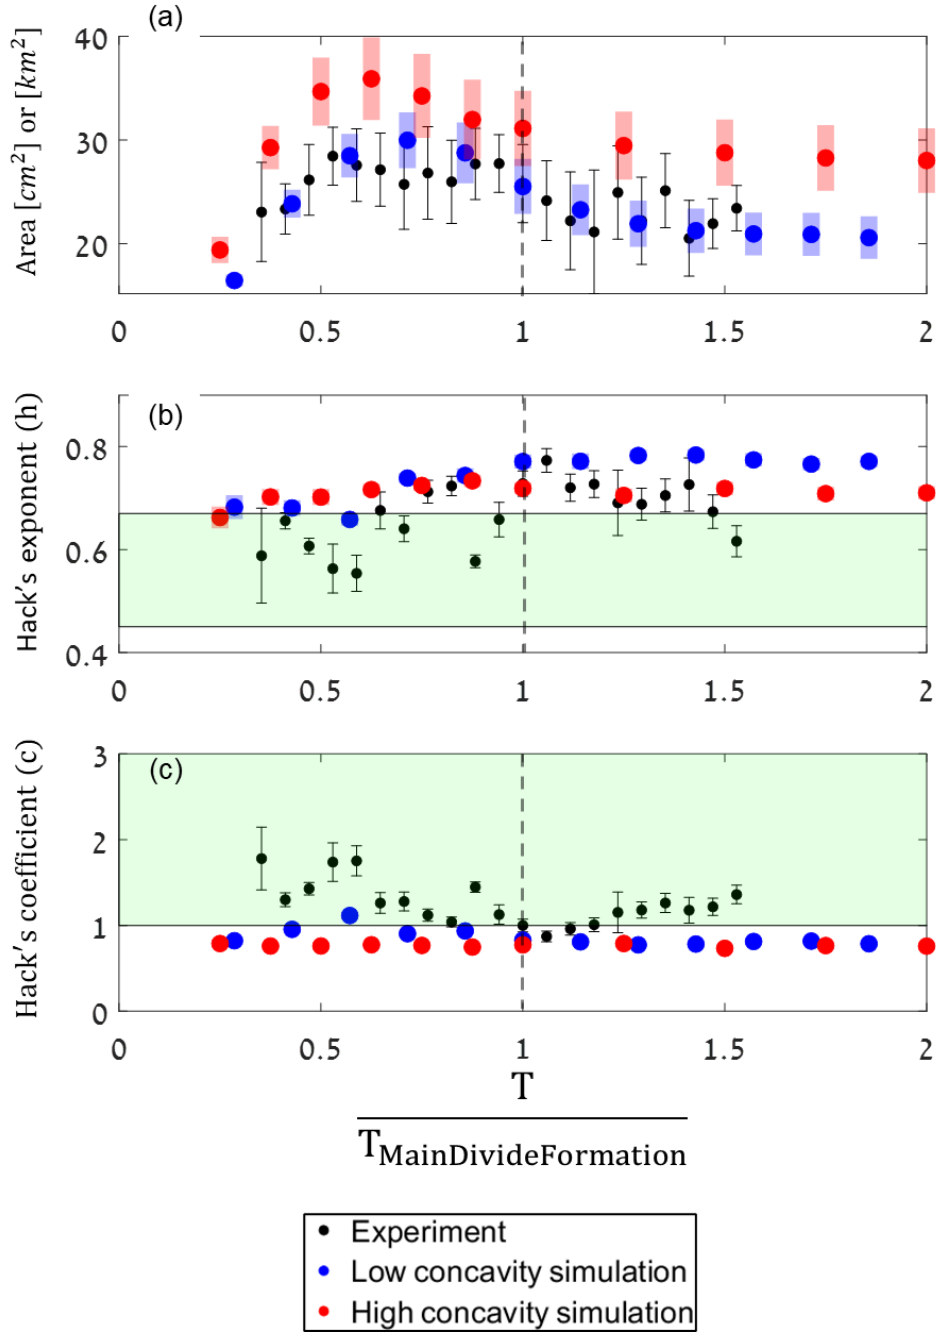 (a)
Area [cm²] or [km²]
40
30
20
0 0.5 1 1.5 2
(b)
Hack's exponent (h)
0.8
0.6
0.4
0 0.5 1 1.5 2
(c)
Hack's coefficient (c)
3
2
1
0
0 0.5 1 1.5 2
T
T_MainDivideFormation
Experiment
Low concavity simulation
High concavity simulation